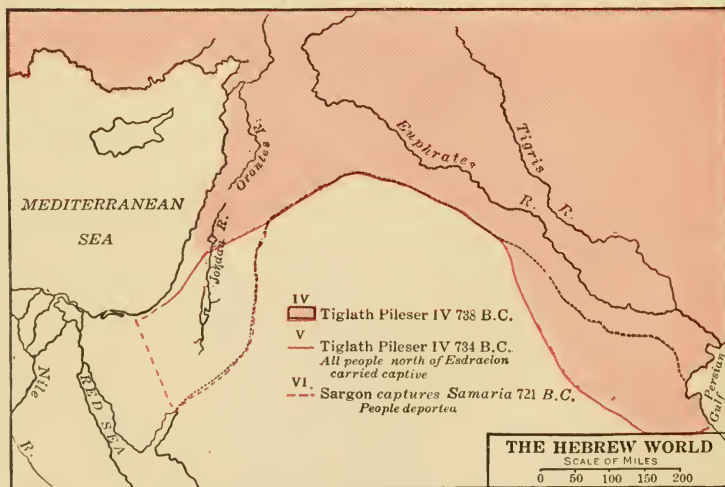 MEDITERRANEAN
SEA
R.
Orontes
Jordan R.
Euphrates
R.
Tigris
R.
Nile
R.
RED SEA
Persian
Gulf
IV
Tiglath Pileser IV 738 B.C.
V
Tiglath Pileser IV 734 B.C.
All people north of Esdraelon
carried captive
VI.
Sargon captures Samaria 721 B.C.
People deported
THE HEBREW WORLD
SCALE OF MILES
0 50 100 150 200